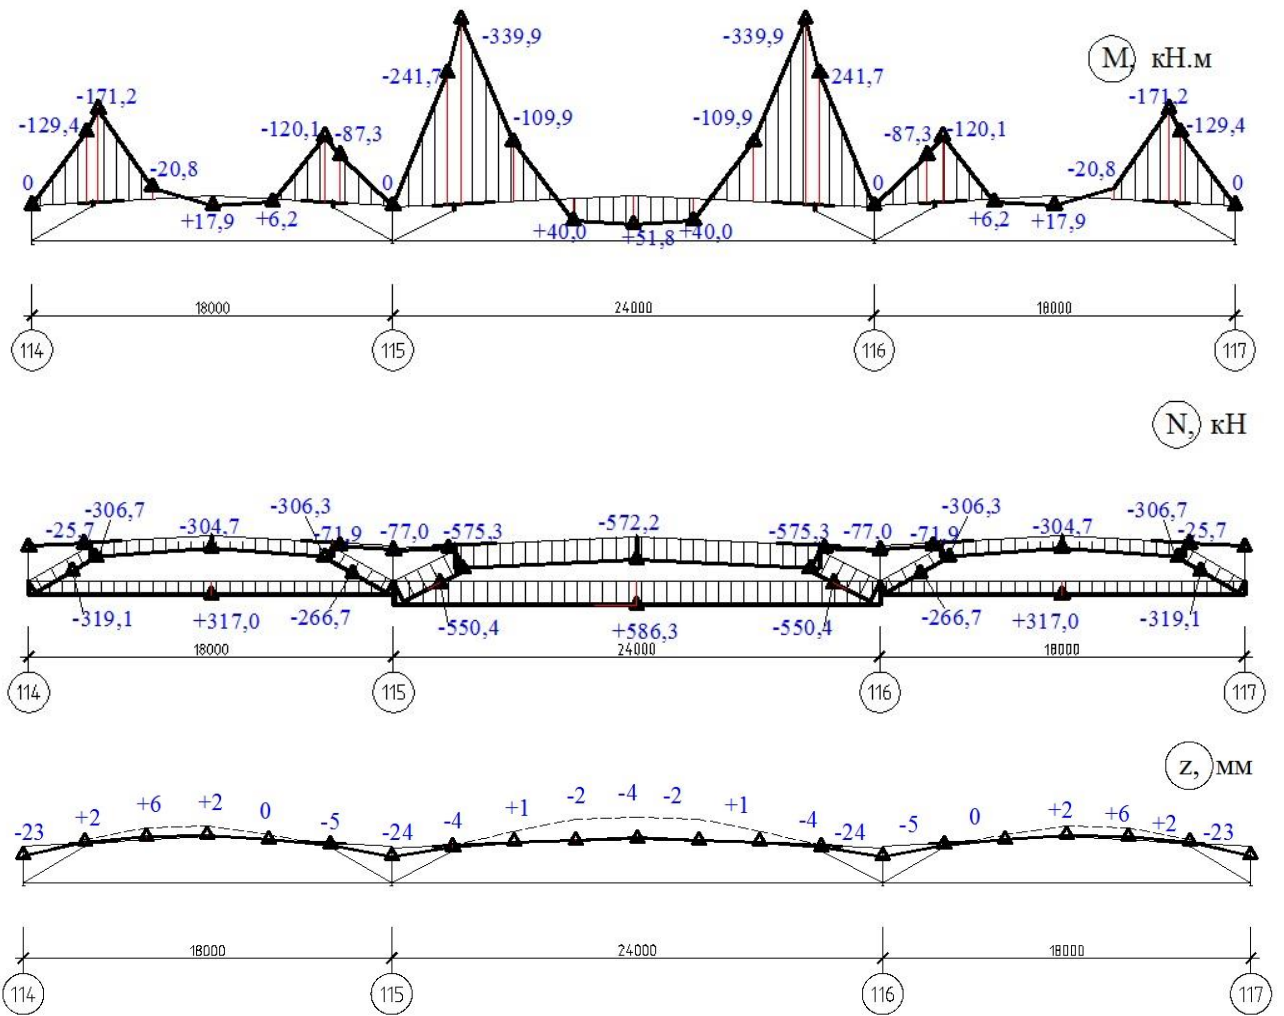 -339,9 -339,9
M, кН.м
-241,7 241,7
-171,2 -171,2
-129,4 -120,1 -87,3 -109,9 -109,9 -87,3 -120,1 -129,4
0 -20,8 0 0 -20,8 0
+17,9 +6,2 +40,0 +51,8 +40,0 +6,2 +17,9
18000 24000 18000
114 115 116 117
N, кН
-306,7 -306,3 -306,3 -306,7
-25,7 -304,7 -71,9 -77,0 -575,3 -572,2 -575,3 -77,0 -71,9 -304,7 -25,7
-319,1 +317,0 -266,7 -550,4 +586,3 -550,4 -266,7 +317,0 -319,1
18000 24000 18000
114 115 116 117
z, мм
-23 +2 +6 +2 0 -5 -24 -4 +1 -2 -4 -2 +1 -4 -24 -5 0 +2 +6 +2 -23
18000 24000 18000
114 115 116 117